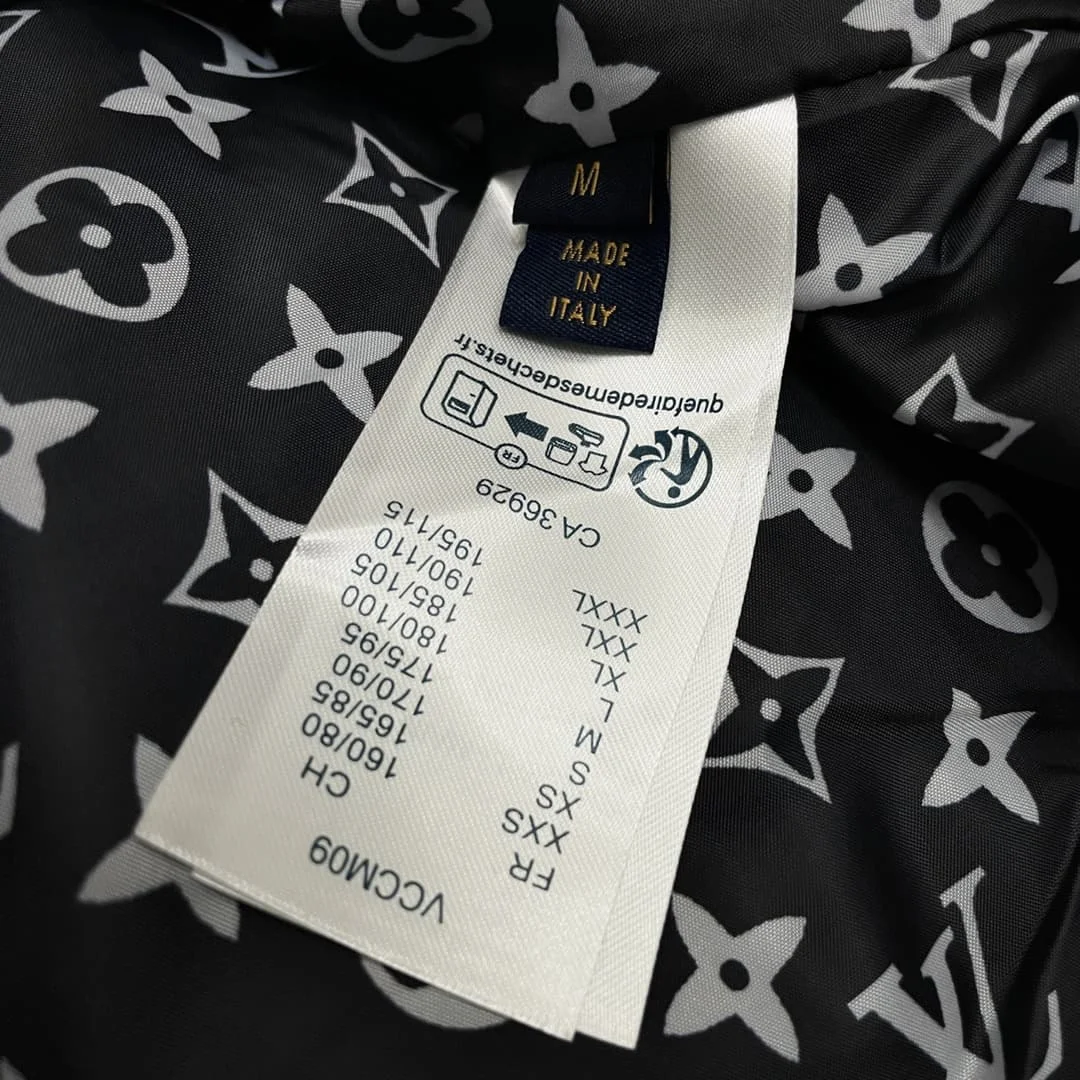 M
MADE
IN
ITALY
VCCM09
FR CH
XXS 160/80
XS 165/85
S 170/90
M 175/95
L 180/100
XL 185/105
XXL 190/110
XXXL 195/115
CA 36929
FR
quefairedemesdechets.fr
LV